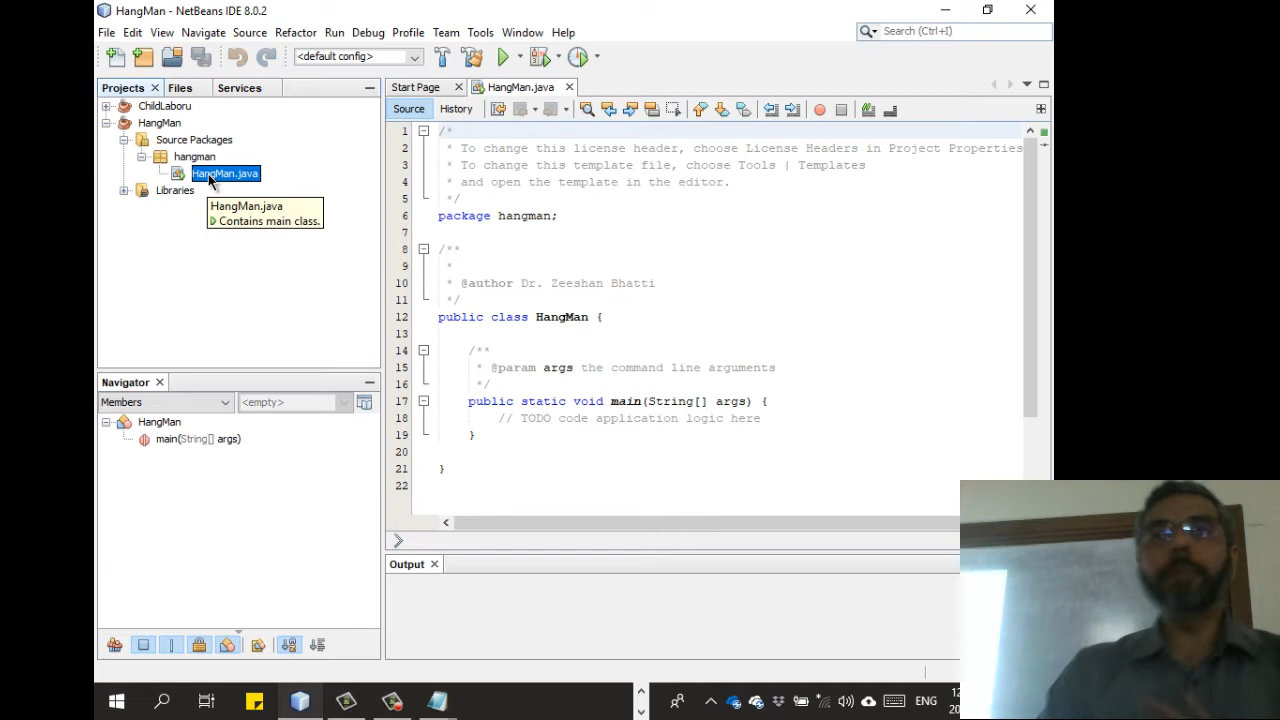 HangMan - NetBeans IDE 8.0.2
File Edit View Navigate Source Refactor Run Debug Profile Team Tools Window Help
Search (Ctrl+I)
<default config>
Projects Files Services
Start Page HangMan.java
Source History
ChildLaboru
HangMan
Source Packages
hangman
HangMan.java
Libraries
HangMan.java
Contains main class.
1 /*
2 * To change this license header, choose License Headers in Project Properties
3 * To change this template file, choose Tools | Templates
4 * and open the template in the editor.
5 */
6 package hangman;
7
8 /**
9 *
10 * @author Dr. Zeeshan Bhatti
11 */
12 public class HangMan {
13
14 /**
15 * @param args the command line arguments
16 */
17 public static void main(String[] args) {
18 // TODO code application logic here
19 }
20
21 }
22
Navigator
Members <empty>
HangMan
main(String[] args)
Output
ENG
12
20